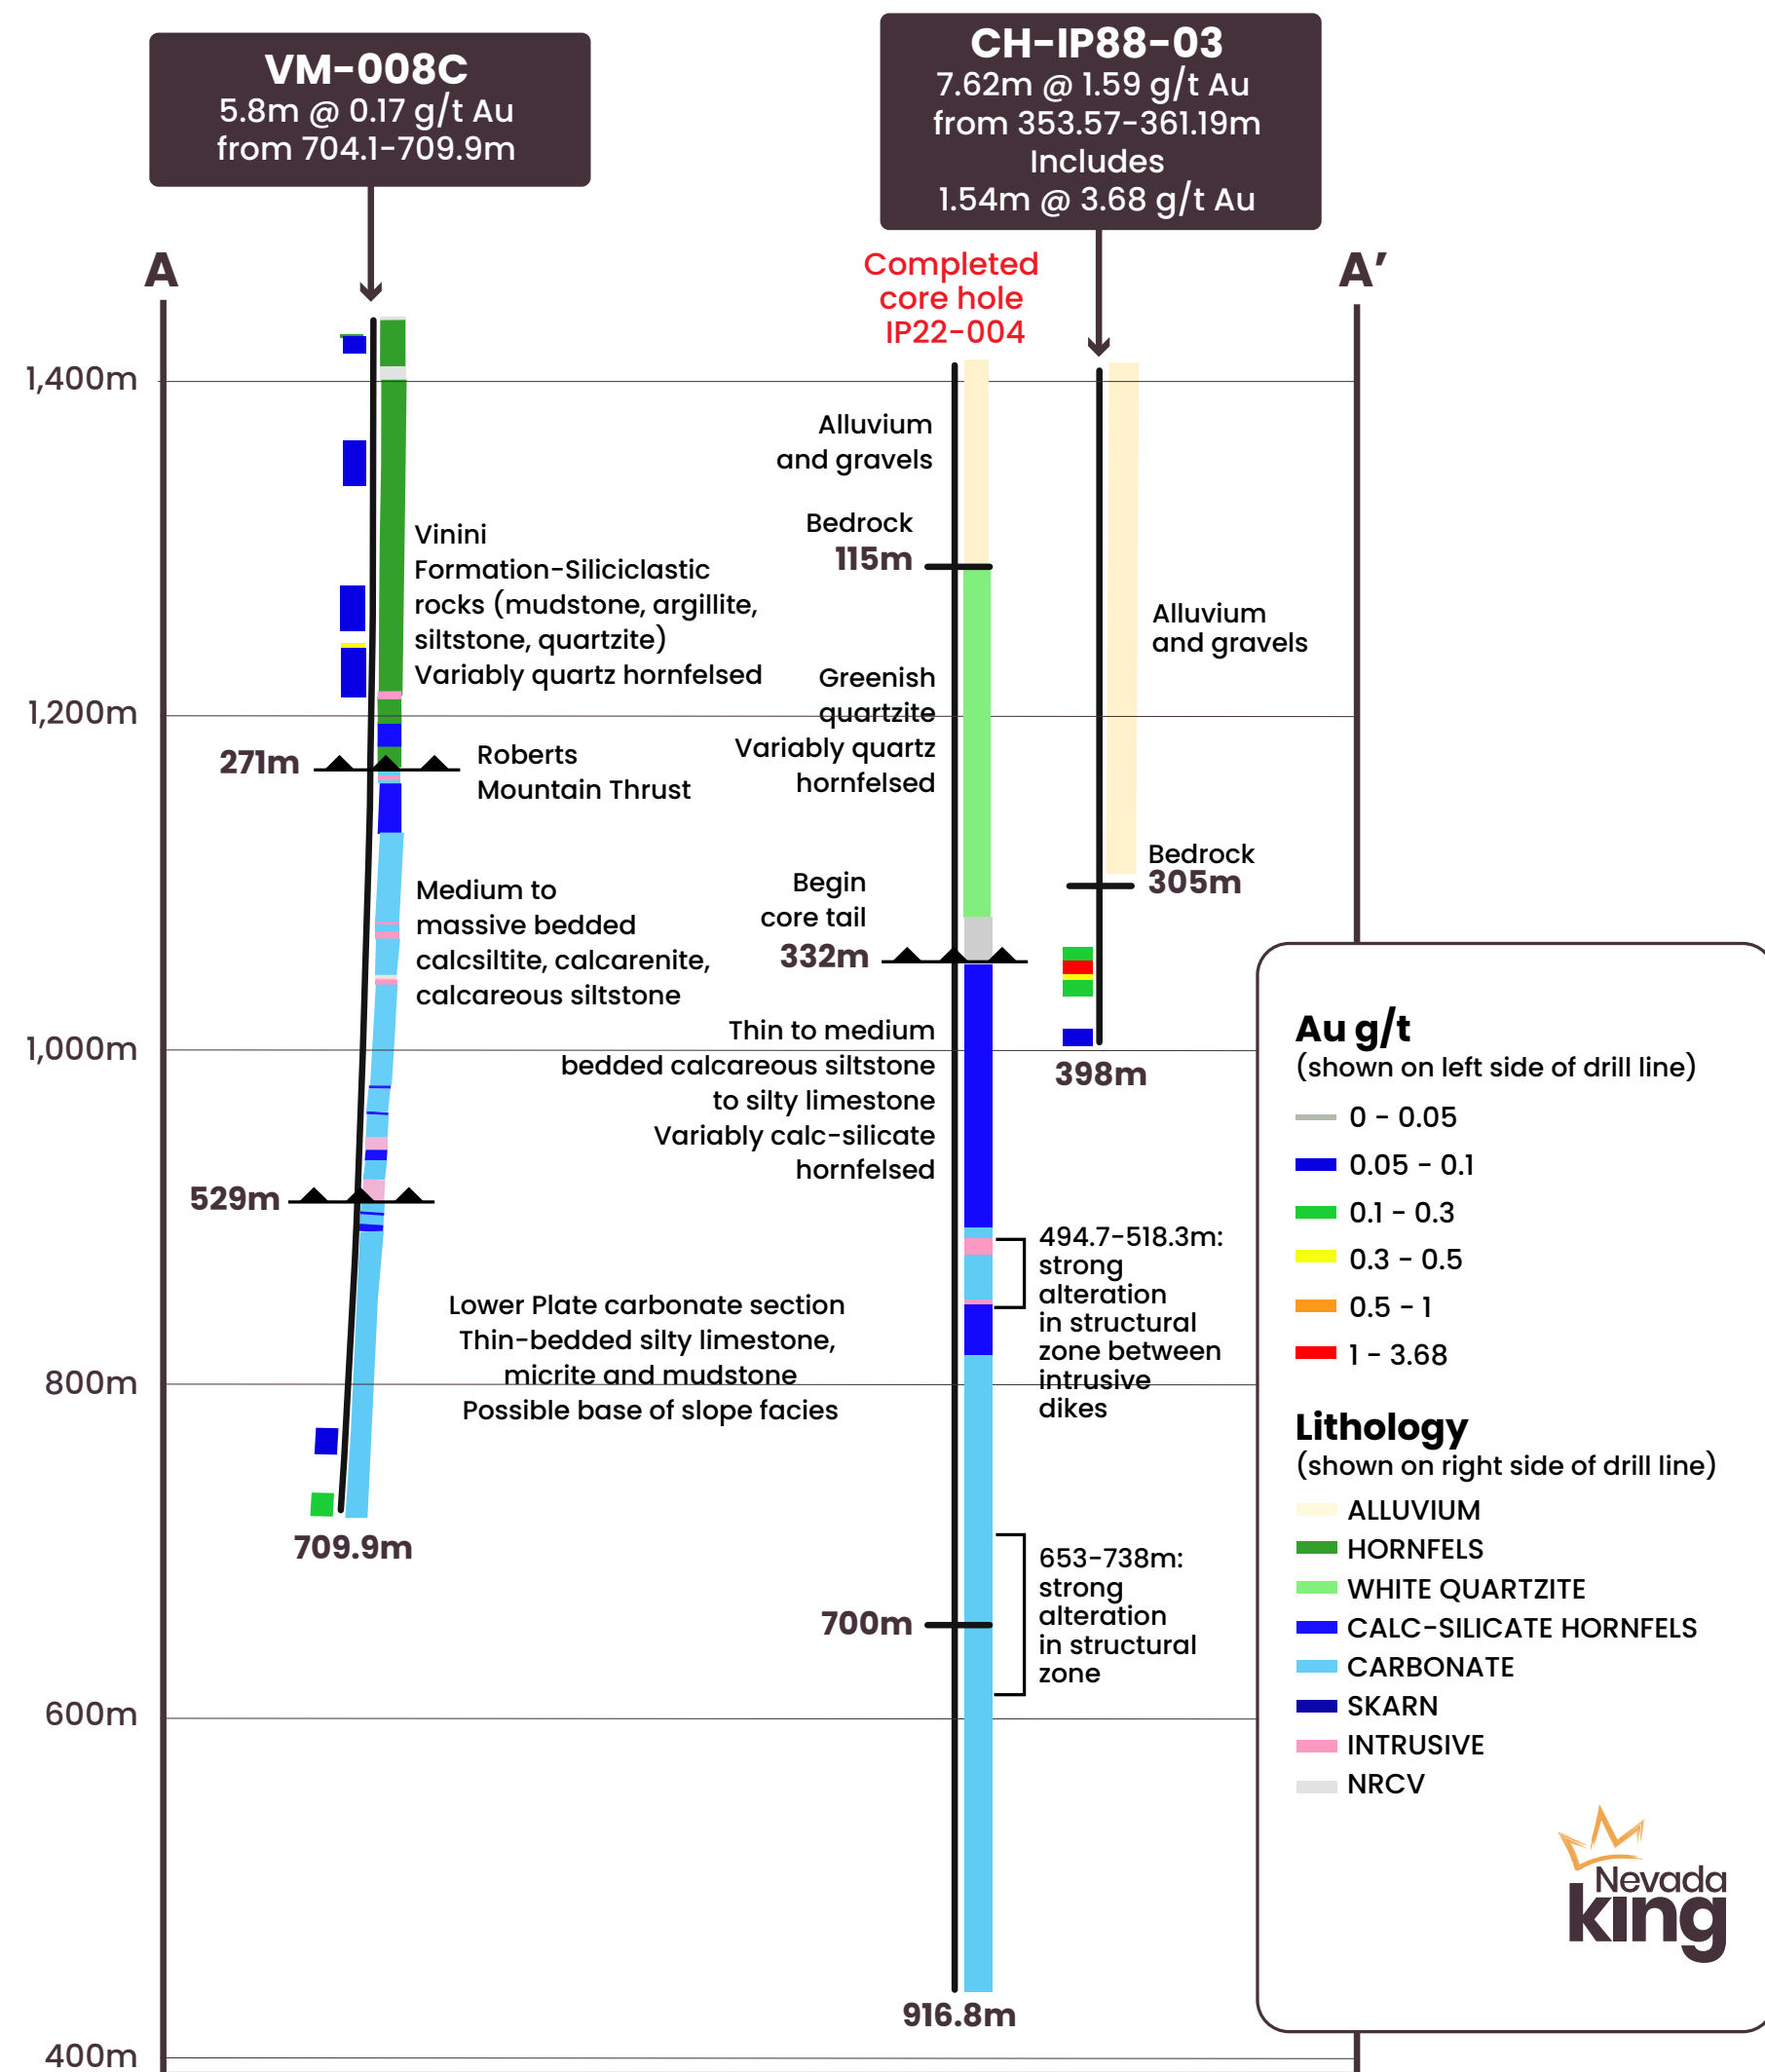 VM-008C
5.8m @ 0.17 g/t Au
from 704.1-709.9m
CH-IP88-03
7.62m @ 1.59 g/t Au
from 353.57-361.19m
Includes
1.54m @ 3.68 g/t Au
A
A’
Completed
core hole
IP22-004
1,400m
1,200m
1,000m
800m
600m
400m
Vinini
Formation-Siliciclastic
rocks (mudstone, argillite,
siltstone, quartzite)
Variably quartz hornfelsed
271m
Roberts
Mountain Thrust
Medium to
massive bedded
calcsiltite, calcarenite,
calcareous siltstone
529m
Lower Plate carbonate section
Thin-bedded silty limestone,
micrite and mudstone
Possible base of slope facies
709.9m
Alluvium
and gravels
Bedrock
115m
Greenish
quartzite
Variably quartz
hornfelsed
Begin
core tail
332m
Thin to medium
bedded calcareous siltstone
to silty limestone
Variably calc-silicate
hornfelsed
494.7-518.3m:
strong
alteration
in structural
zone between
intrusive
dikes
653-738m:
strong
alteration
in structural
zone
700m
916.8m
Alluvium
and gravels
Bedrock
305m
398m
Au g/t
(shown on left side of drill line)
0 - 0.05
0.05 - 0.1
0.1 - 0.3
0.3 - 0.5
0.5 - 1
1 - 3.68
Lithology
(shown on right side of drill line)
ALLUVIUM
HORNFELS
WHITE QUARTZITE
CALC-SILICATE HORNFELS
CARBONATE
SKARN
INTRUSIVE
NRCV
Nevada
king